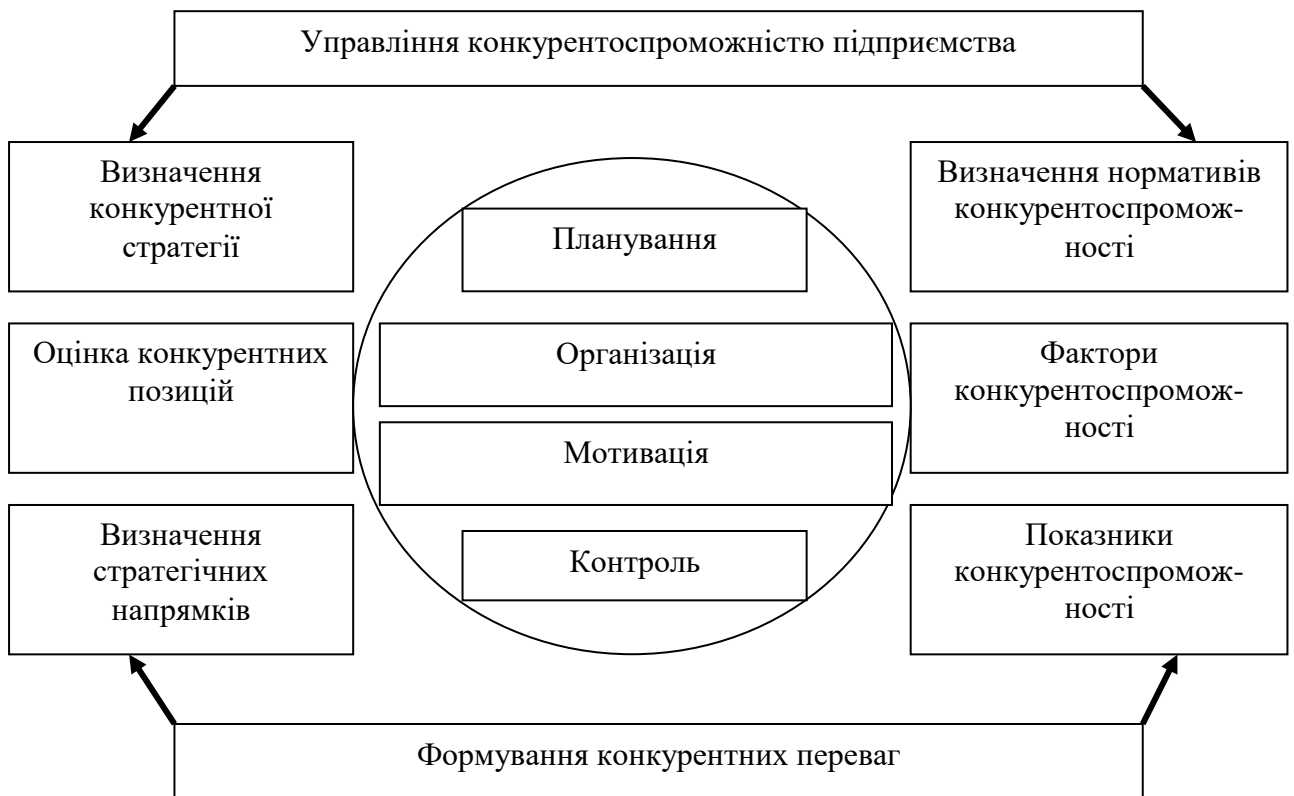 Управління конкурентоспроможністю підприємства
Визначення
конкурентної
стратегії
Планування
Визначення нормативів
конкурентоспромож-
ності
Оцінка конкурентних
позицій
Організація
Фактори
конкурентоспромож-
ності
Мотивація
Визначення
стратегічних
напрямків
Контроль
Показники
конкурентоспромож-
ності
Формування конкурентних переваг